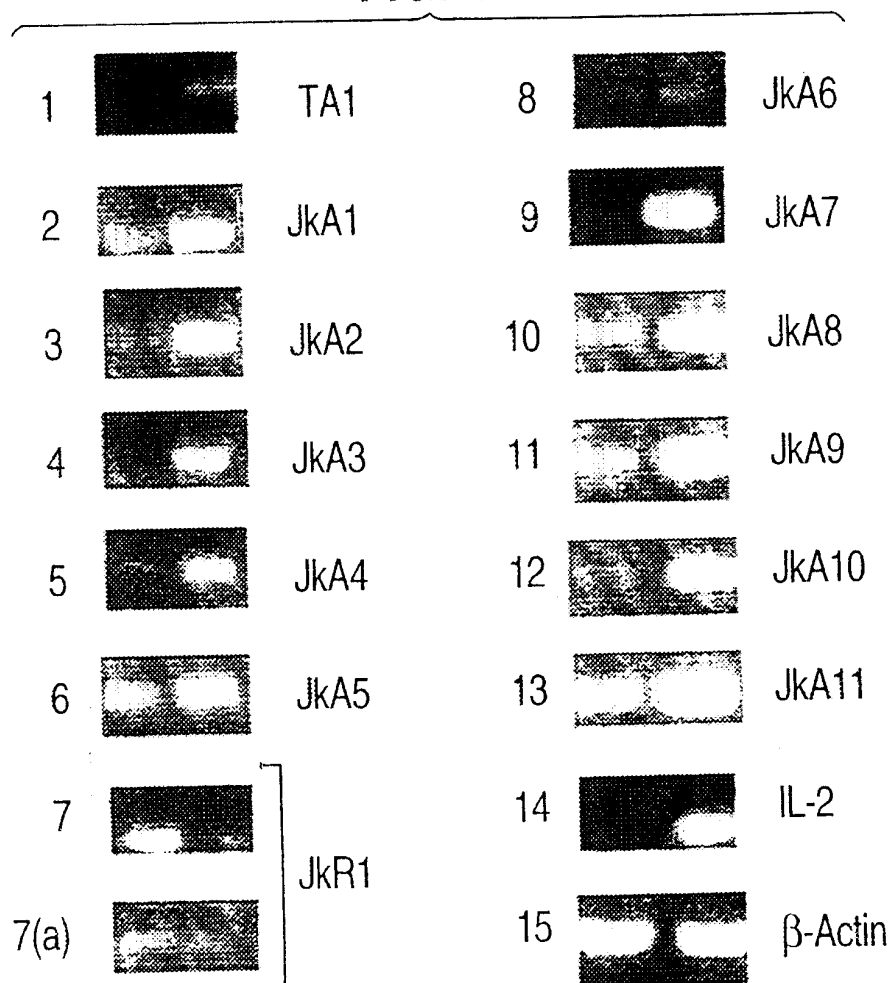 1 TA1
2 JkA1
3 JkA2
4 JkA3
5 JkA4
6 JkA5
7
7(a)
JkR1
8 JkA6
9 JkA7
10 JkA8
11 JkA9
12 JkA10
13 JkA11
14 IL-2
15 β-Actin